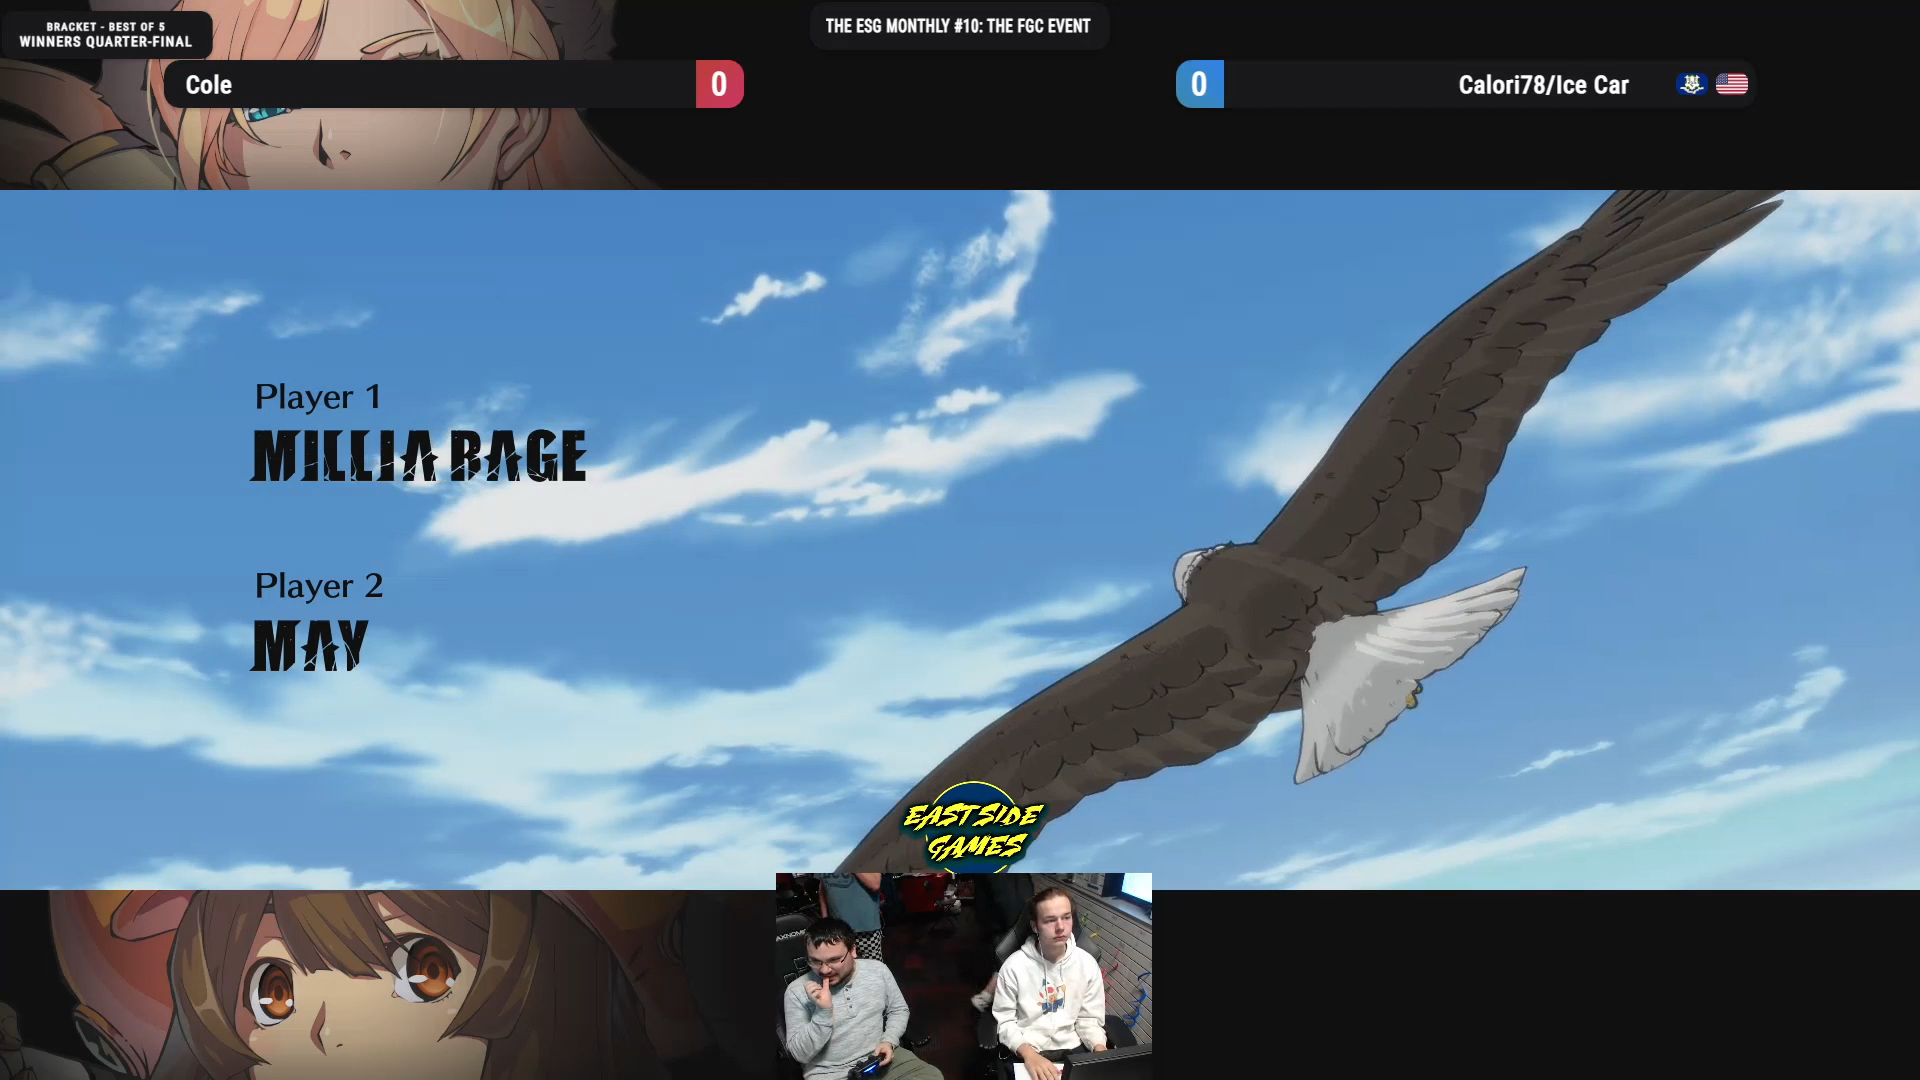 BRACKET - BEST OF 5
WINNERS QUARTER-FINAL
THE ESG MONTHLY #10: THE FGC EVENT
Cole 0
0 Calori78/Ice Car
Player 1
MILLIA RAGE
Player 2
MAY
EAST SIDE
GAMES